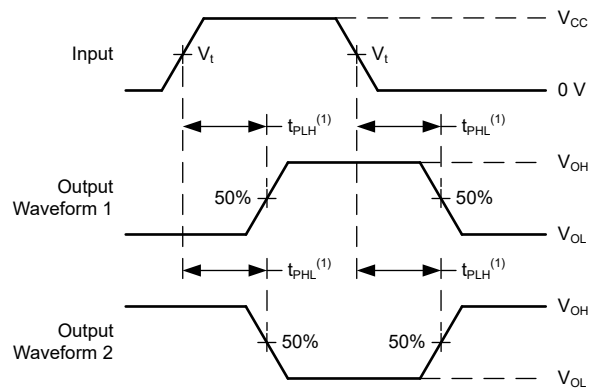 V_CC
Input
V_t
V_t
0 V
t_PLH^(1)
t_PHL^(1)
V_OH
Output
Waveform 1
50%
50%
V_OL
t_PHL^(1)
t_PLH^(1)
V_OH
Output
Waveform 2
50%
50%
V_OL